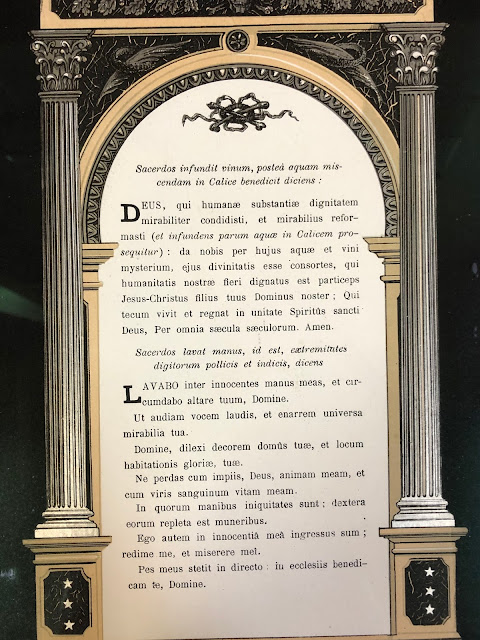 Sacerdos infundit vinum, posteà aquam mis-
cendam in Calice benedicit diciens :
DEUS, qui humanæ substantiæ dignitatem
mirabiliter condidisti, et mirabilius refor-
masti (et infundens parum aquæ in Calicem pro-
sequitur) : da nobis per hujus aquæ et vini
mysterium, ejus divinitatis esse consortes, qui
humanitatis nostræ fieri dignatus est particeps
Jesus-Christus filius tuus Dominus noster ; Qui
tecum vivit et regnat in unitate Spiritûs sancti
Deus, Per omnia sæcula sæculorum. Amen.
Sacerdos lavat manus, id est, extremitates
digitorum pollicis et indicis, dicens
LAVABO inter innocentes manus meas, et cir-
cumdabo altare tuum, Domine.
Ut audiam vocem laudis, et enarrem universa
mirabilia tua.
Domine, dilexi decorem domûs tuæ, et locum
habitationis gloriæ, tuæ.
Ne perdas cum impiis, Deus, animam meam, et
cum viris sanguinum vitam meam.
In quorum manibus iniquitates sunt ; dextera
eorum repleta est muneribus.
Ego autem in innocentiâ meâ ingressus sum ;
redime me, et miserere mei.
Pes meus stetit in directo : in ecclesiis benedi-
cam te, Domine.